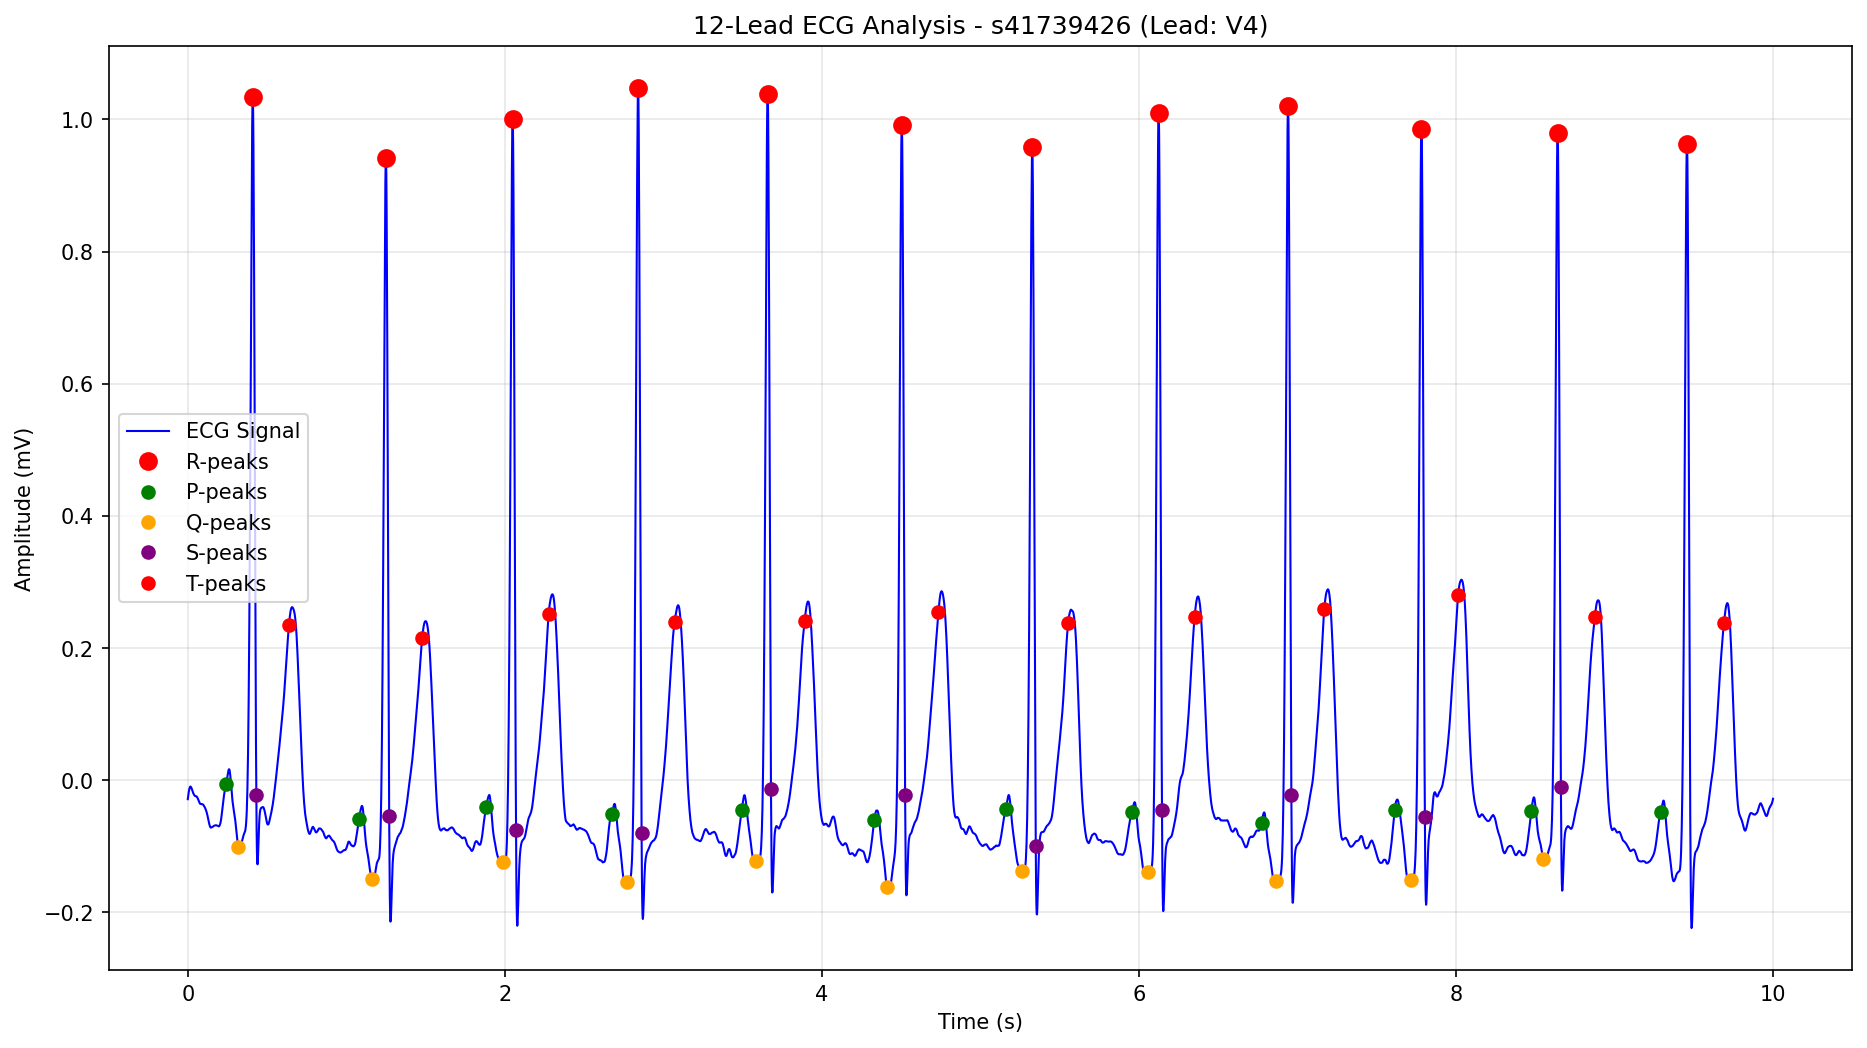 12-Lead ECG Analysis - s41739426 (Lead: V4)
Amplitude (mV)
1.0
0.8
0.6
0.4
0.2
0.0
−0.2
ECG Signal
R-peaks
P-peaks
Q-peaks
S-peaks
T-peaks
0 2 4 6 8 10
Time (s)